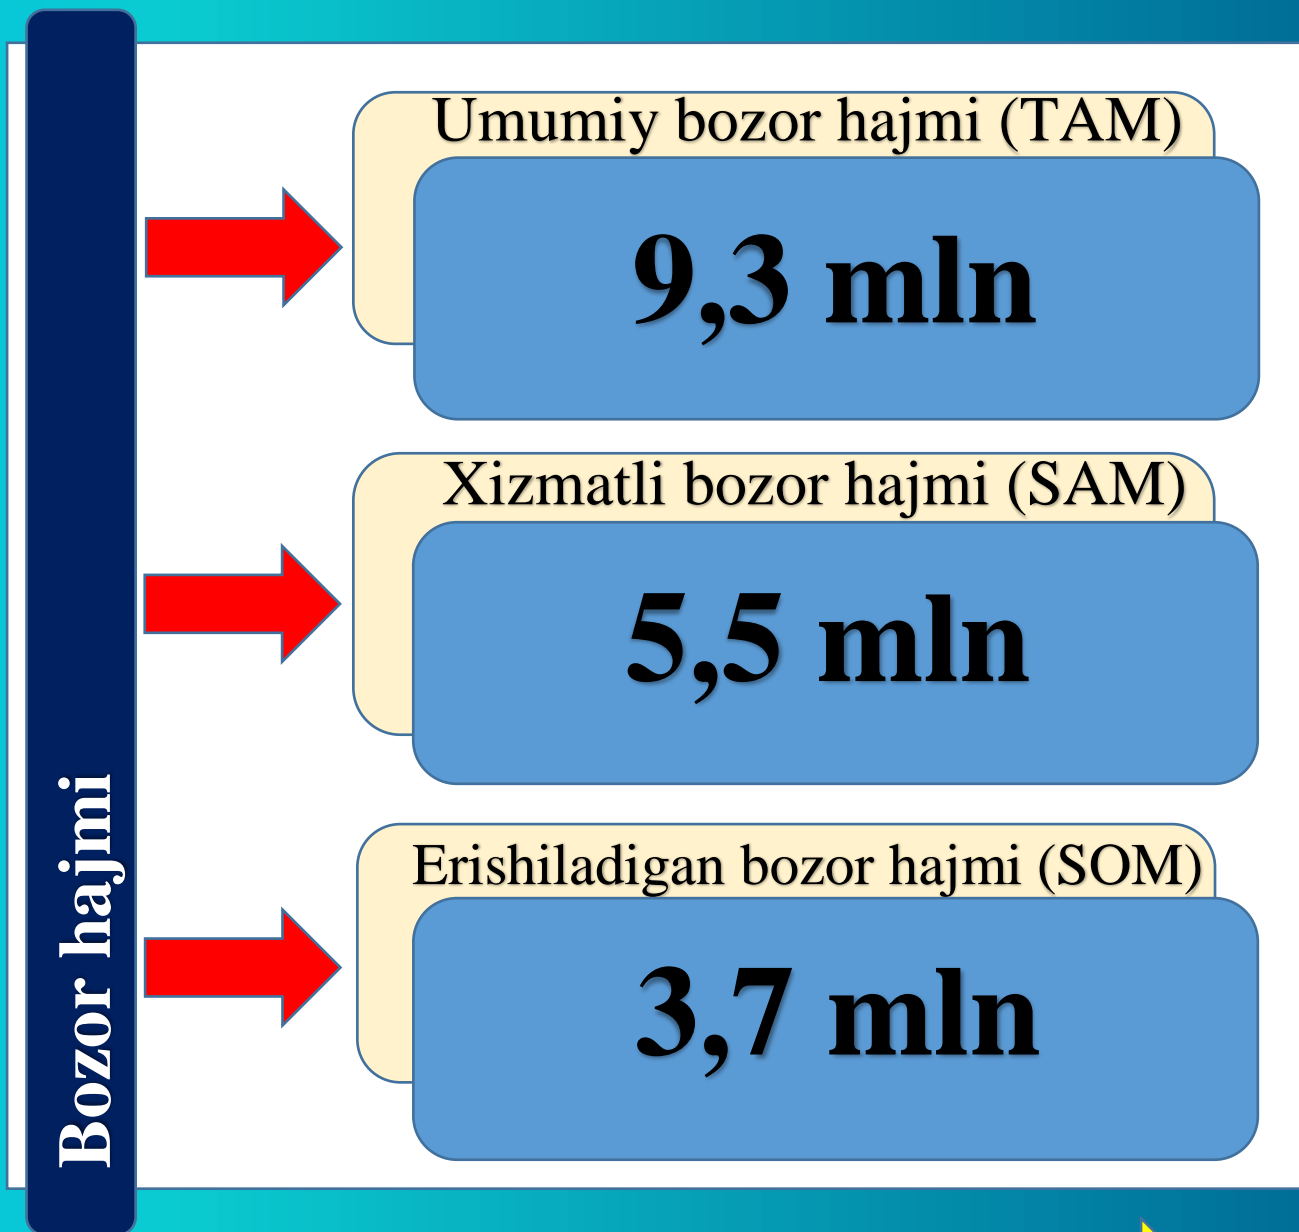 Bozor hajmi
Umumiy bozor hajmi (TAM)
9,3 mln
Xizmatli bozor hajmi (SAM)
5,5 mln
Erishiladigan bozor hajmi (SOM)
3,7 mln